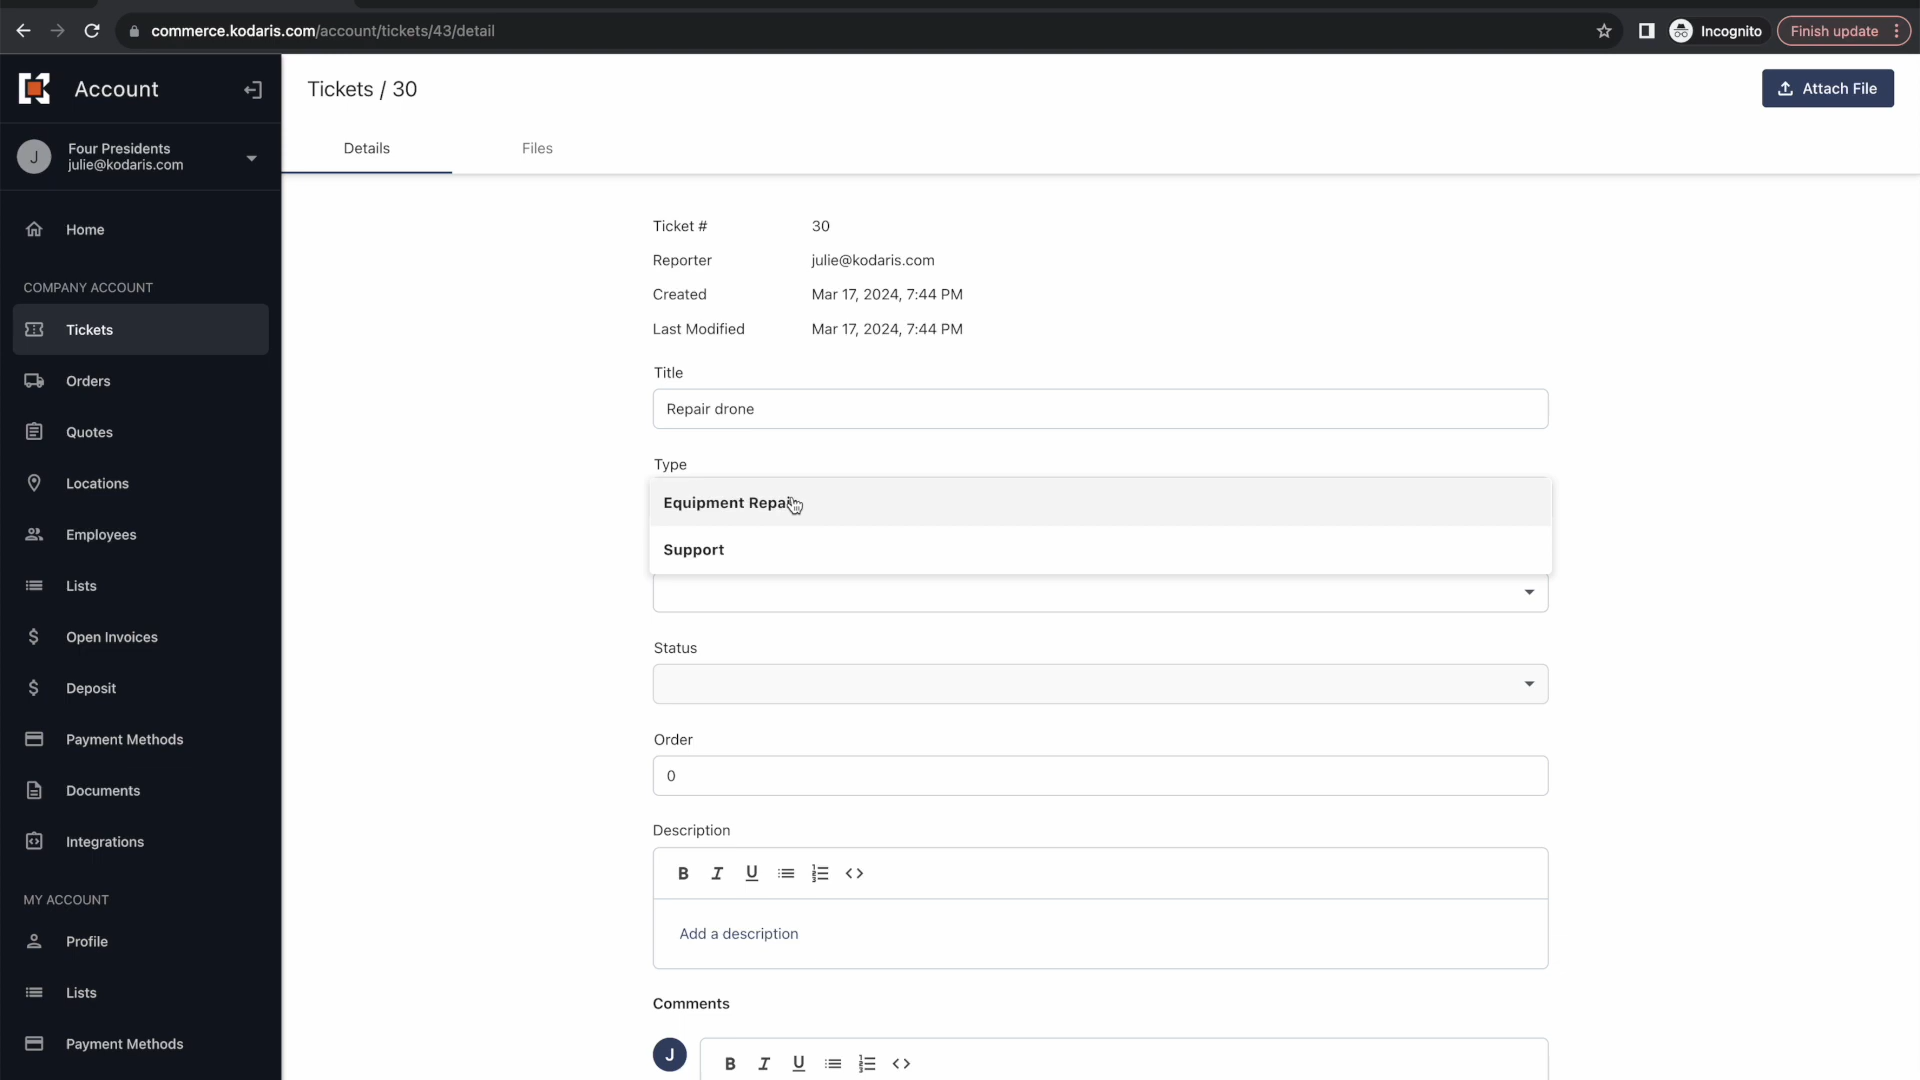 commerce.kodaris.com/account/tickets/43/detail
Incognito
Finish update
Account
Tickets / 30
Attach File
J
Four Presidents
julie@kodaris.com
Details
Files
Home
COMPANY ACCOUNT
Tickets
Orders
Quotes
Locations
Employees
Lists
Open Invoices
Deposit
Payment Methods
Documents
Integrations
MY ACCOUNT
Profile
Lists
Payment Methods
Ticket # 30
Reporter julie@kodaris.com
Created Mar 17, 2024, 7:44 PM
Last Modified Mar 17, 2024, 7:44 PM
Title
Repair drone
Type
Equipment Repair
Support
Status
Order
0
Description
B I U
Add a description
Comments
J
B I U